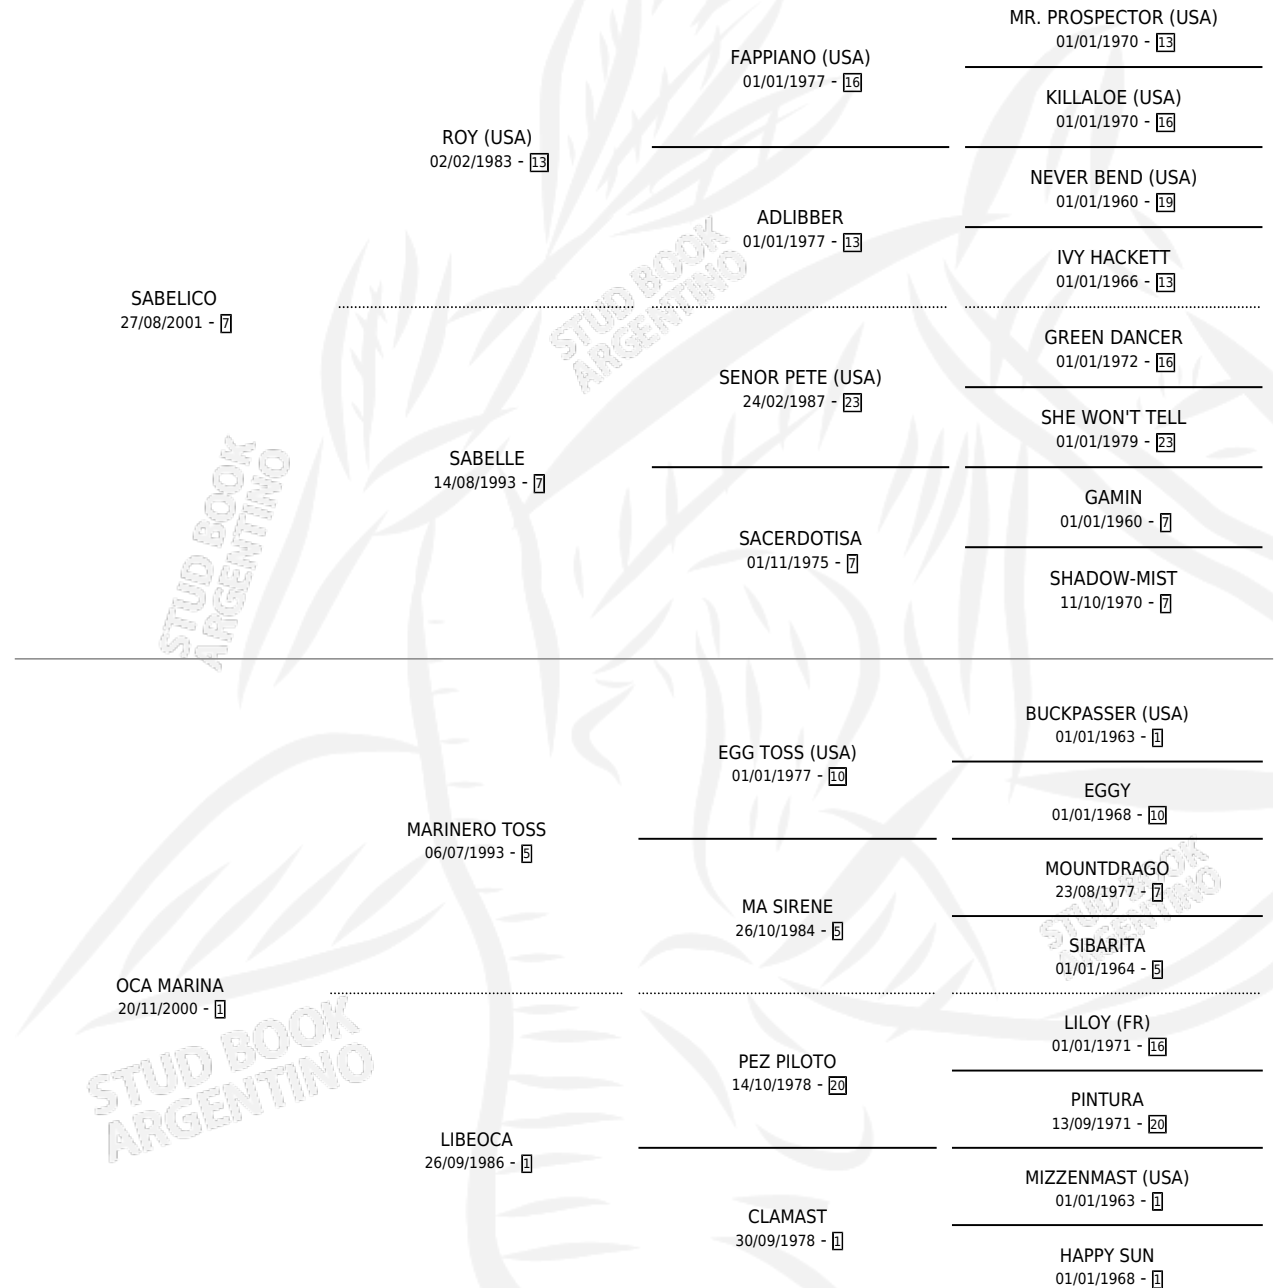 MR. PROSPECTOR (USA)
01/01/1970 - 13
FAPPIANO (USA)
01/01/1977 - 16
KILLALOE (USA)
01/01/1970 - 16
ROY (USA)
02/02/1983 - 13
NEVER BEND (USA)
01/01/1960 - 19
ADLIBBER
01/01/1977 - 13
IVY HACKETT
01/01/1966 - 13
SABELICO
27/08/2001 - 7
GREEN DANCER
01/01/1972 - 16
SENOR PETE (USA)
24/02/1987 - 23
SHE WON'T TELL
01/01/1979 - 23
SABELLE
14/08/1993 - 7
GAMIN
01/01/1960 - 7
SACERDOTISA
01/11/1975 - 7
SHADOW-MIST
11/10/1970 - 7
STUD BOOK
ARGENTINO
STUD BOOK
ARGENTINO
BUCKPASSER (USA)
01/01/1963 - 1
EGG TOSS (USA)
01/01/1977 - 10
EGGY
01/01/1968 - 10
MARINERO TOSS
06/07/1993 - 5
MOUNTDRAGO
23/08/1977 - 7
MA SIRENE
26/10/1984 - 5
SIBARITA
01/01/1964 - 5
OCA MARINA
20/11/2000 - 1
LILOY (FR)
01/01/1971 - 16
PEZ PILOTO
14/10/1978 - 20
PINTURA
13/09/1971 - 20
LIBEOCA
26/09/1986 - 1
MIZZENMAST (USA)
01/01/1963 - 1
CLAMAST
30/09/1978 - 1
HAPPY SUN
01/01/1968 - 1
STUD BOOK
ARGENTINO
STUD BOOK
ARGENTINO